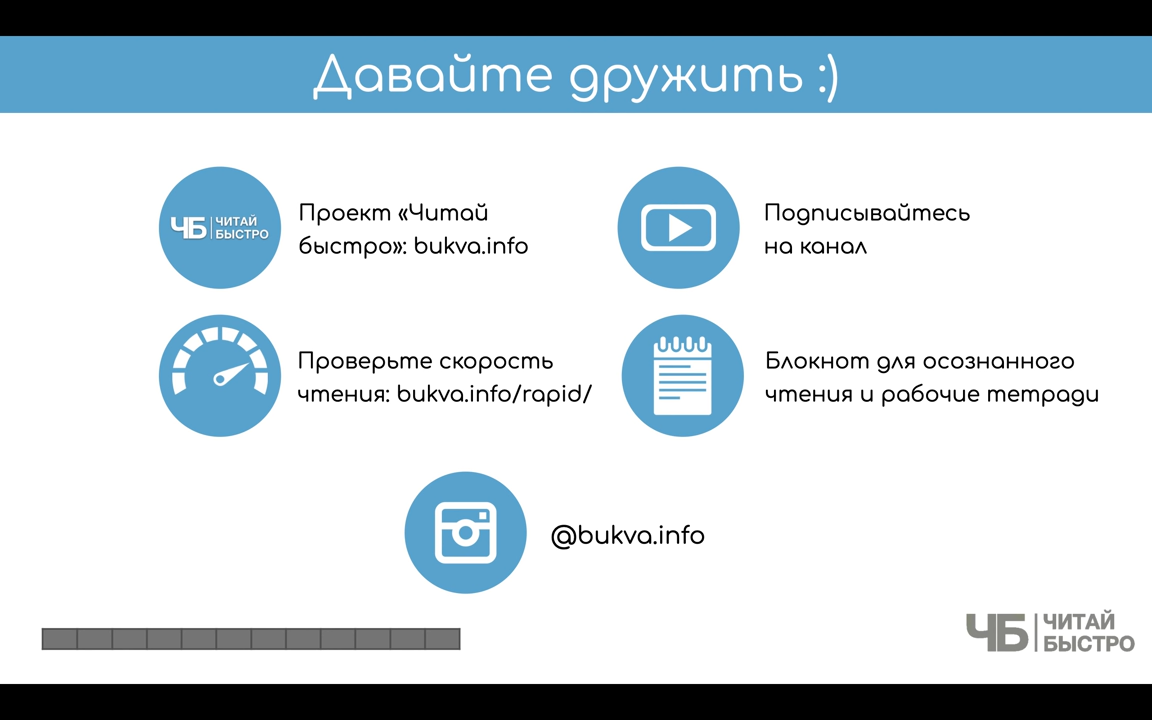 Давайте дружить :)
ЧБ ЧИТАЙ
БЫСТРО
Проект «Читай
быстро»: bukva.info
Подписывайтесь
на канал
Проверьте скорость
чтения: bukva.info/rapid/
Блокнот для осознанного
чтения и рабочие тетради
@bukva.info
ЧБ ЧИТАЙ
БЫСТРО